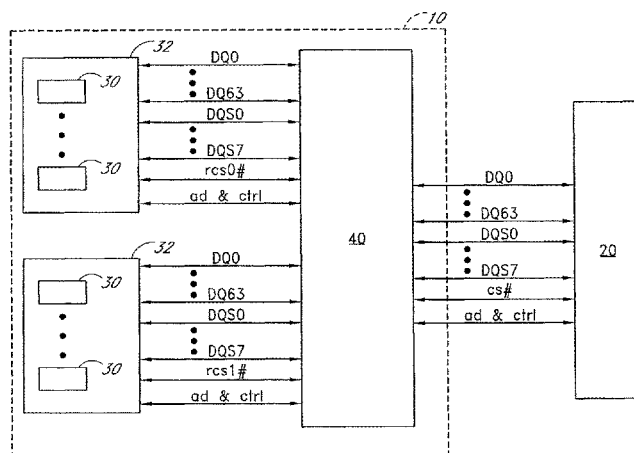 10
32
30
30
DQ0
DQ63
DQS0
DQS7
rcs0#
ad & ctrl
32
30
30
DQ0
DQ63
DQS0
DQS7
rcs1#
ad & ctrl
40
DQ0
DQ63
DQS0
DQS7
cs#
ad & ctrl
20